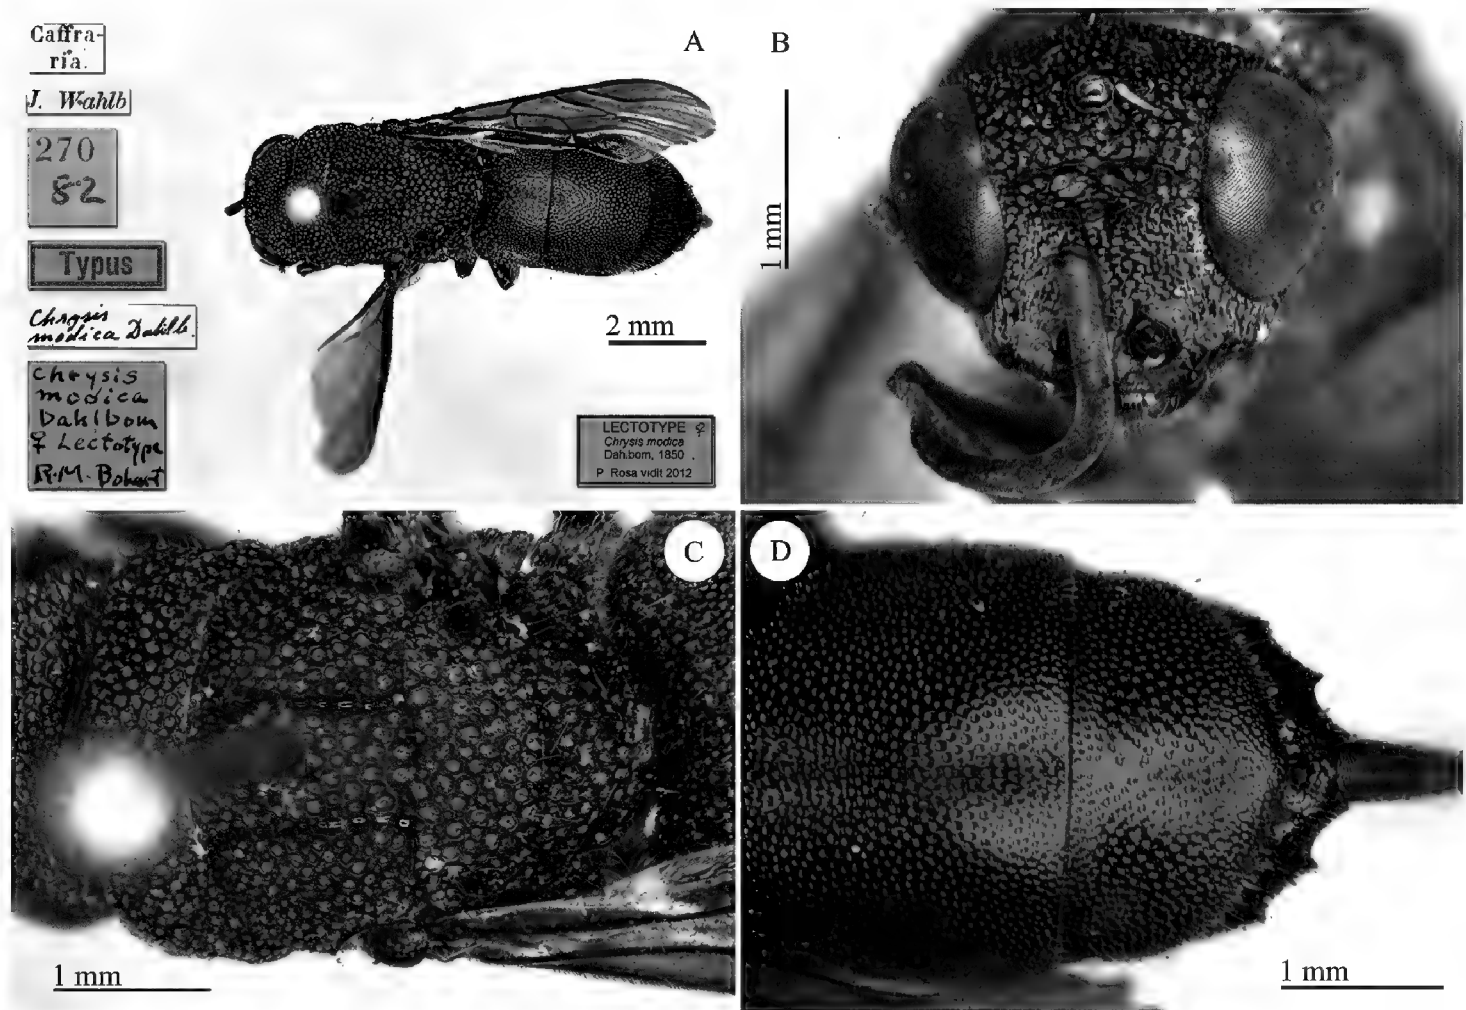 Caffra-
ria.
J. Wahlb
270
82
Typus
Chrysis
modica Dahlb.
Chrysis
modica
Dahlbom
♀ Lectotype
R.M. Bohart
A
2 mm
LECTOTYPE ♀
Chrysis modica
Dahlbom, 1850
P Rosa vidit 2012
B
1 mm
C
1 mm
D
1 mm